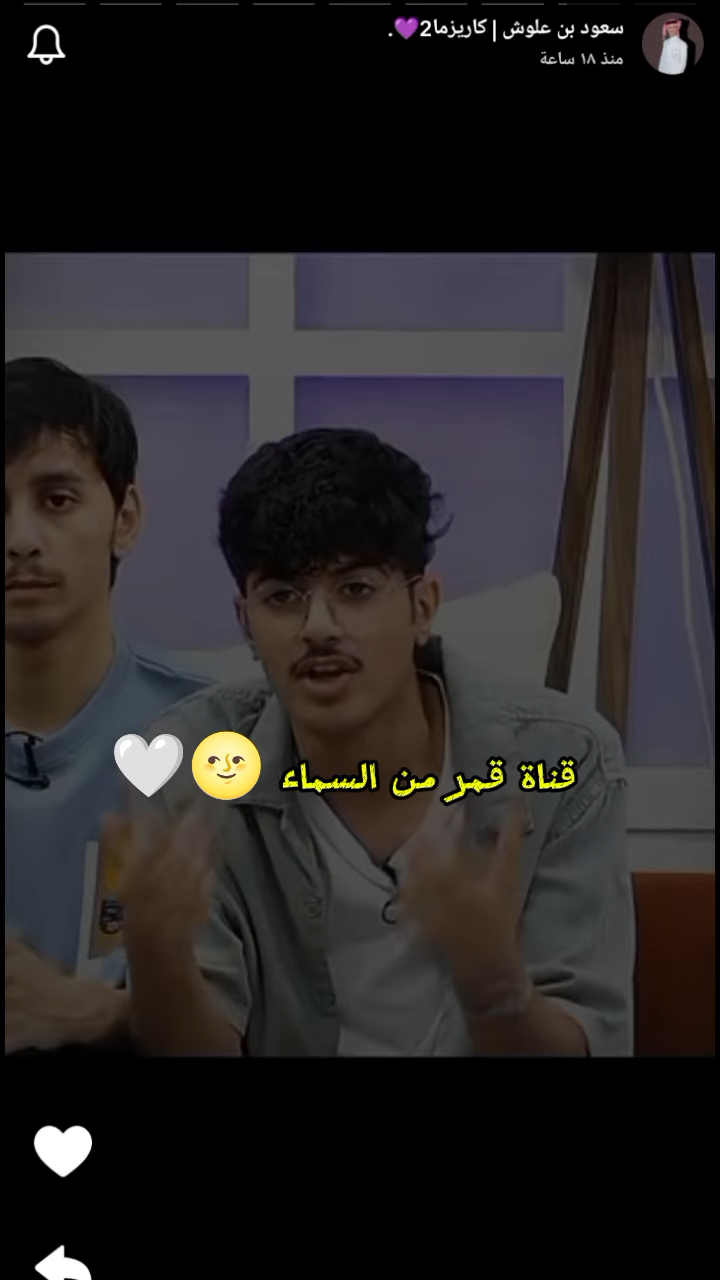 سعود بن علوش | كاريزما2💜.
منذ ١٨ ساعة
قناة قمر من السماء 🌝🤍